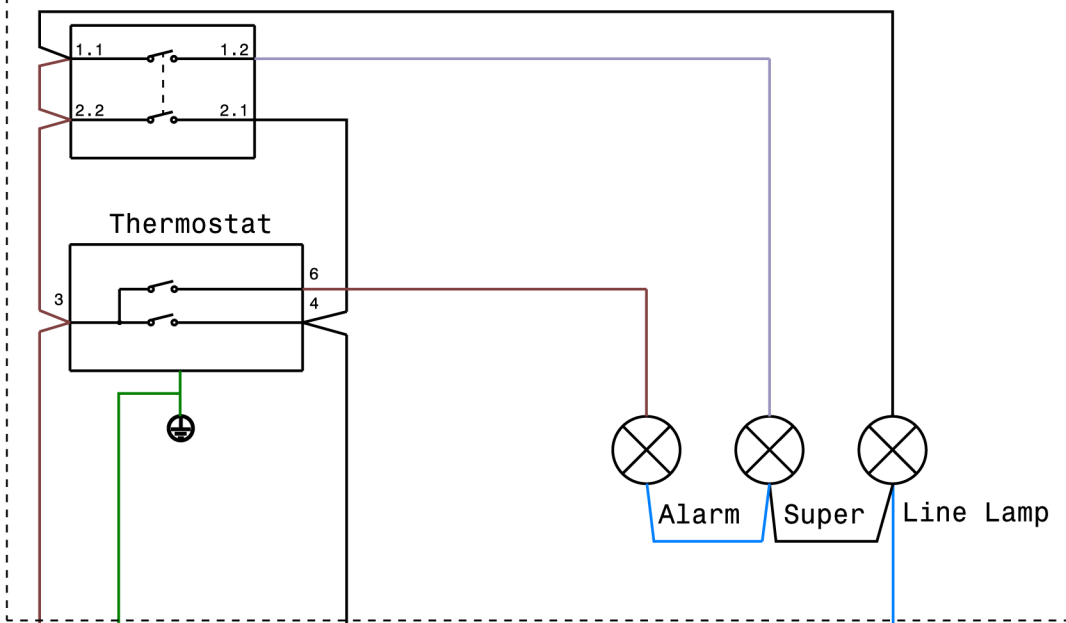 1.1 1.2
2.2 2.1
Thermostat
6
3 4
Alarm Super Line Lamp